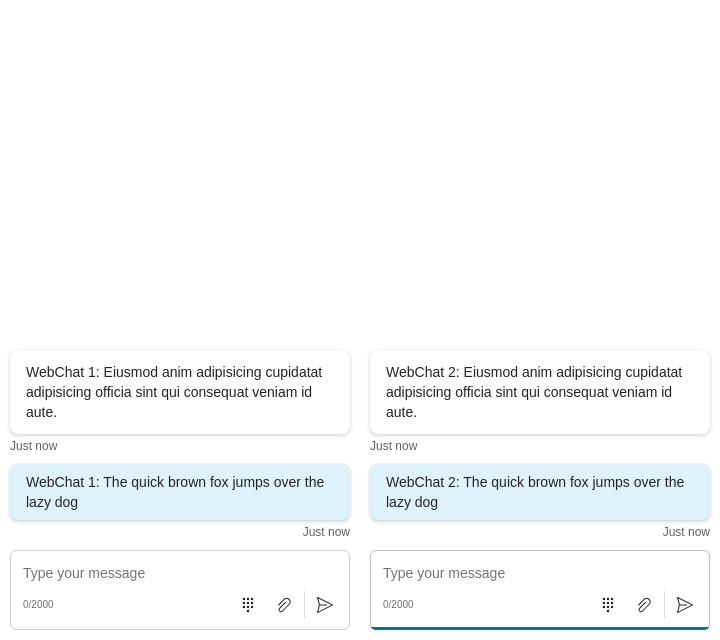 WebChat 1: Eiusmod anim adipisicing cupidatat
adipisicing officia sint qui consequat veniam id
aute.
Just now
WebChat 1: The quick brown fox jumps over the
lazy dog
Just now
Type your message
0/2000
WebChat 2: Eiusmod anim adipisicing cupidatat
adipisicing officia sint qui consequat veniam id
aute.
Just now
WebChat 2: The quick brown fox jumps over the
lazy dog
Just now
Type your message
0/2000